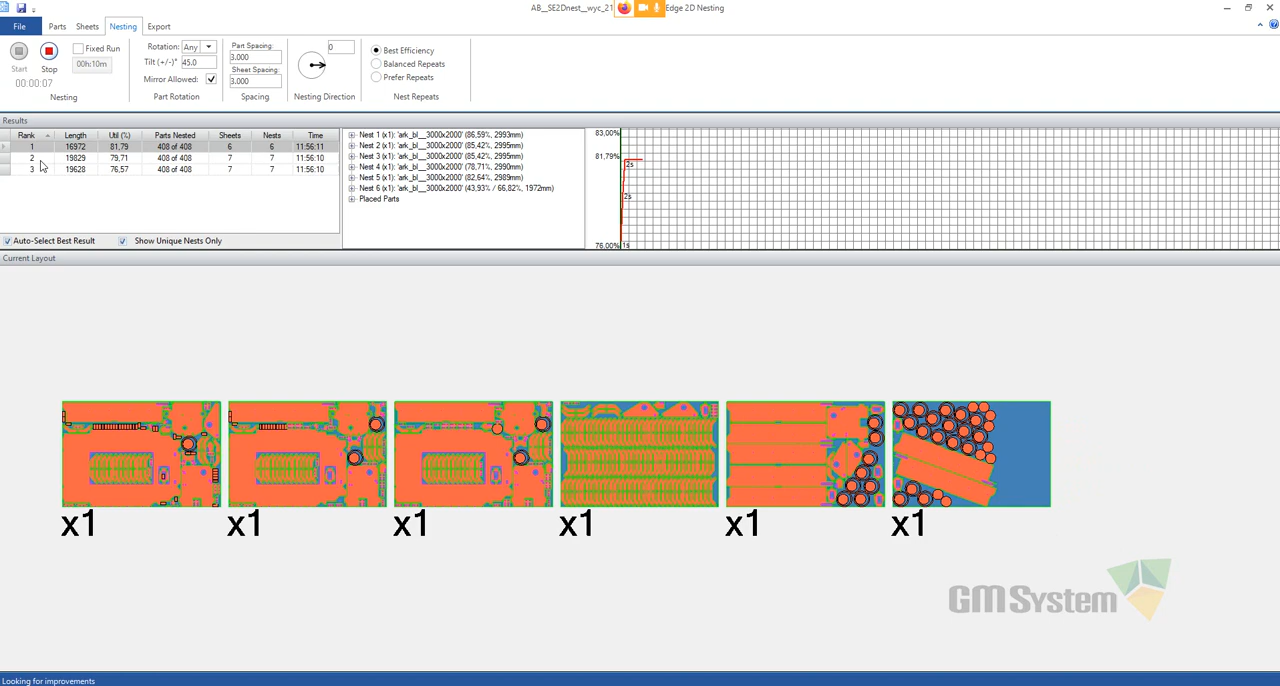 AB__SE2Dnest__wyc_21 Edge 2D Nesting
File Parts Sheets Nesting Export
Start Stop
00:00:07
Fixed Run
00h:10m
Nesting
Rotation: Any
Tilt (+/-)° 45.0
Mirror Allowed:
Part Rotation
Part Spacing:
3.000
Sheet Spacing:
3.000
Spacing
0
Nesting Direction
Best Efficiency
Balanced Repeats
Prefer Repeats
Nest Repeats
Results
Rank Length Util (%) Parts Nested Sheets Nests Time
1 16972 81,79 408 of 408 6 6 11:56:11
2 19829 79,71 408 of 408 7 7 11:56:10
3 19628 76,57 408 of 408 7 7 11:56:10
Auto-Select Best Result Show Unique Nests Only
Nest 1 (x1): 'ark_bl__3000x2000' (86,59%, 2993mm)
Nest 2 (x1): 'ark_bl__3000x2000' (85,42%, 2995mm)
Nest 3 (x1): 'ark_bl__3000x2000' (85,42%, 2995mm)
Nest 4 (x1): 'ark_bl__3000x2000' (78,71%, 2990mm)
Nest 5 (x1): 'ark_bl__3000x2000' (82,64%, 2989mm)
Nest 6 (x1): 'ark_bl__3000x2000' (43,93% / 66,82%, 1972mm)
Placed Parts
83,00%
81,79%
2s
2s
76,00% 1s
Current Layout
x1 x1 x1 x1 x1 x1
GM System
Looking for improvements